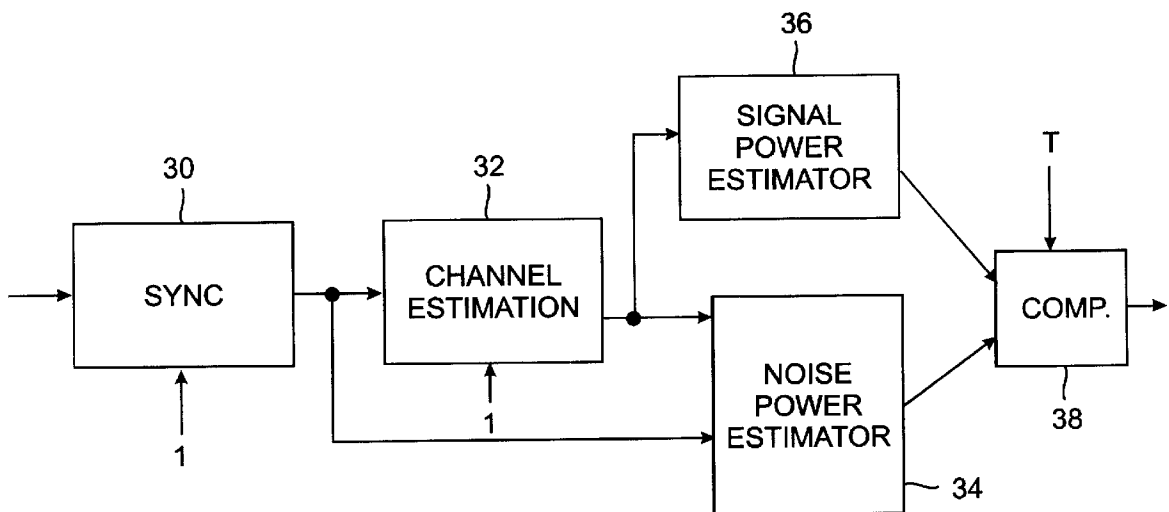 36
SIGNAL
POWER
ESTIMATOR
T
30
32
SYNC
CHANNEL
ESTIMATION
COMP.
NOISE
POWER
ESTIMATOR
1
1
38
34